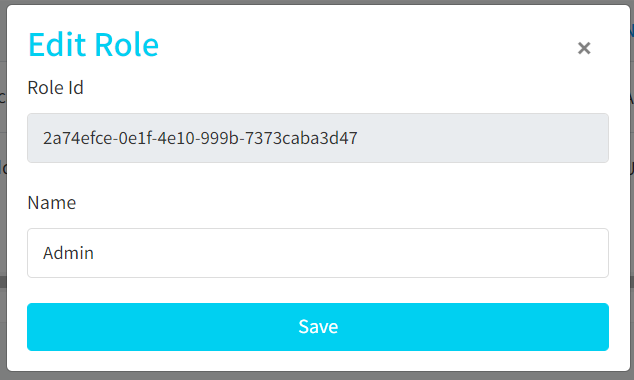 Edit Role
×
Role Id
2a74efce-0e1f-4e10-999b-7373caba3d47
Name
Admin
Save